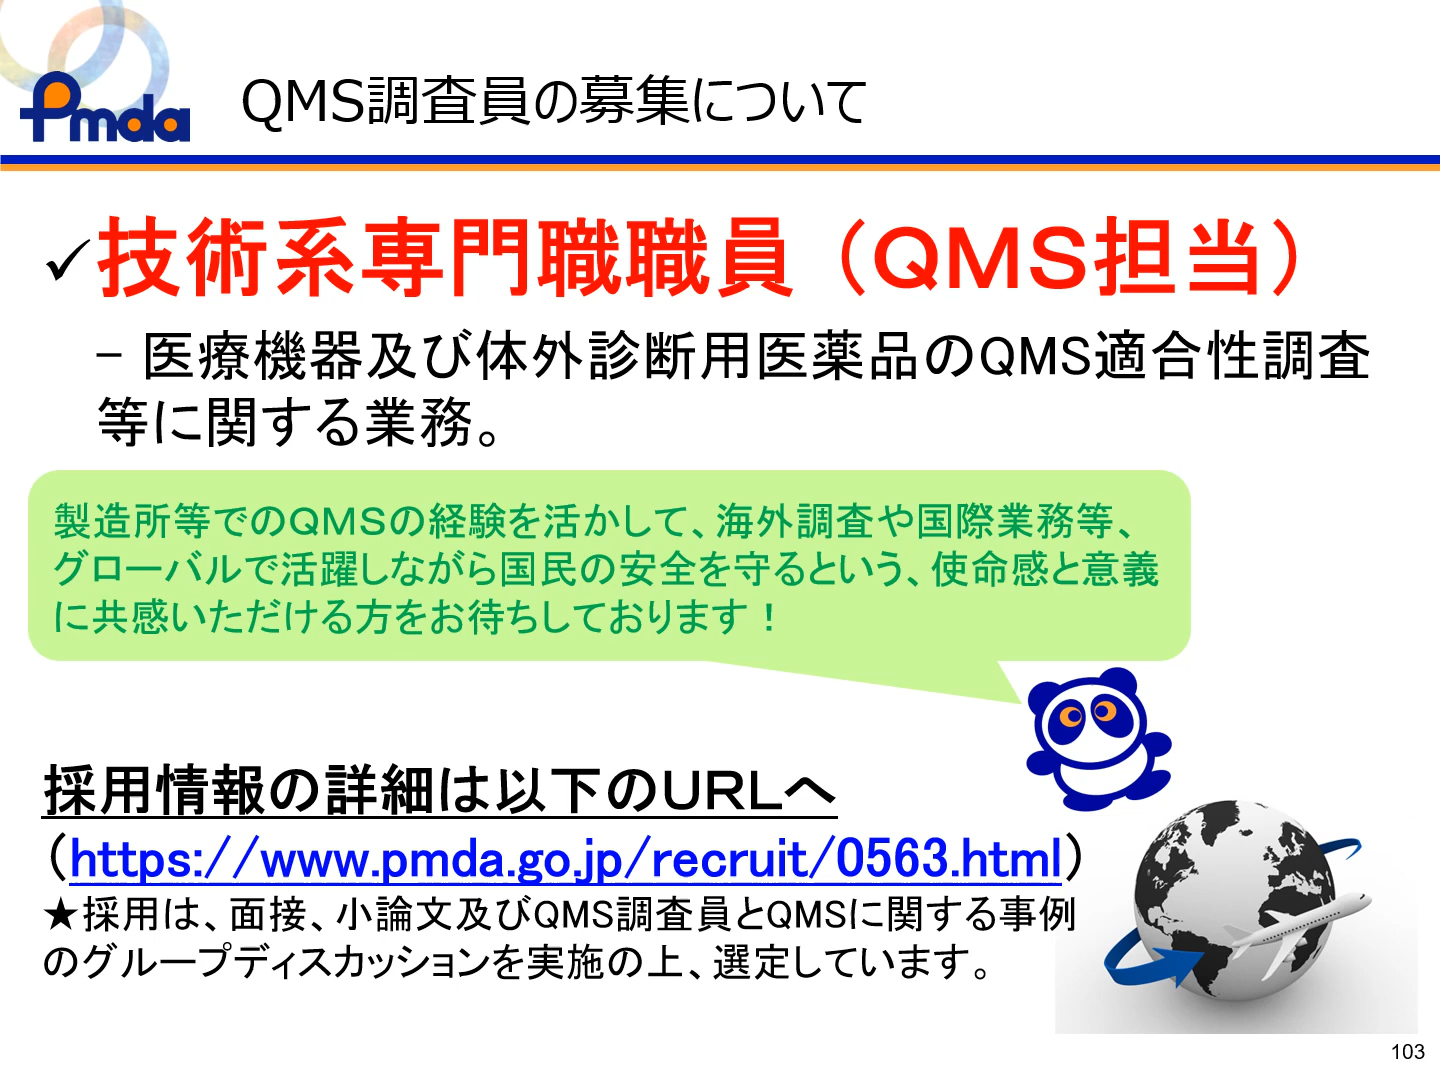 Pmda
QMS調査員の募集について
✓技術系専門職職員（QMS担当）
– 医療機器及び体外診断用医薬品のQMS適合性調査
等に関する業務。
製造所等でのQMSの経験を活かして、海外調査や国際業務等、
グローバルで活躍しながら国民の安全を守るという、使命感と意義
に共感いただける方をお待ちしております！
採用情報の詳細は以下のURLへ
（https://www.pmda.go.jp/recruit/0563.html）
★採用は、面接、小論文及びQMS調査員とQMSに関する事例
のグループディスカッションを実施の上、選定しています。
103